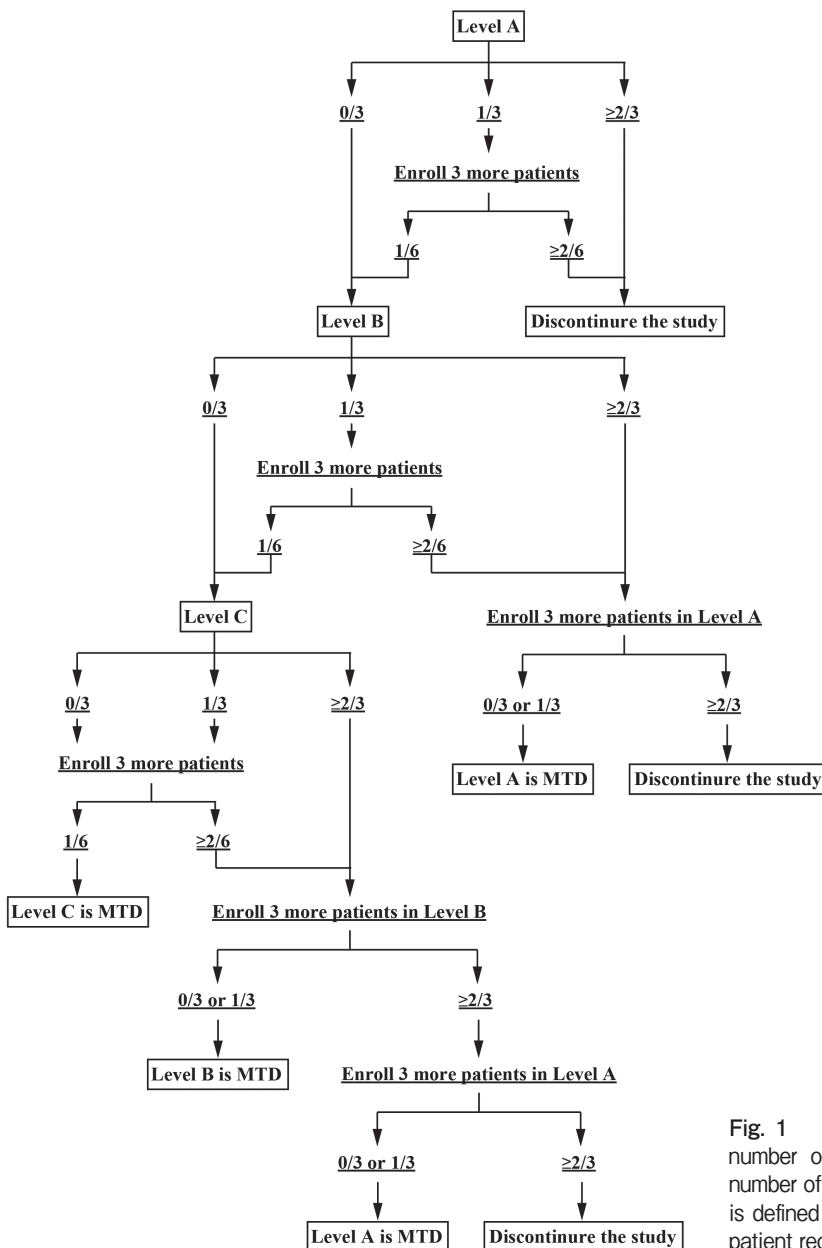 Level A
0/3 1/3 ≥2/3
Enroll 3 more patients
1/6 ≥2/6
Level B Discontinure the study
0/3 1/3 ≥2/3
Enroll 3 more patients
1/6 ≥2/6
Level C Enroll 3 more patients in Level A
0/3 1/3 ≥2/3 0/3 or 1/3 ≥2/3
Enroll 3 more patients Level A is MTD Discontinure the study
1/6 ≥2/6
Level C is MTD Enroll 3 more patients in Level B
0/3 or 1/3 ≥2/3
Level B is MTD Enroll 3 more patients in Level A
0/3 or 1/3 ≥2/3
Level A is MTD Discontinure the study
Fig. 1
number o
number of
is defined
patient rec